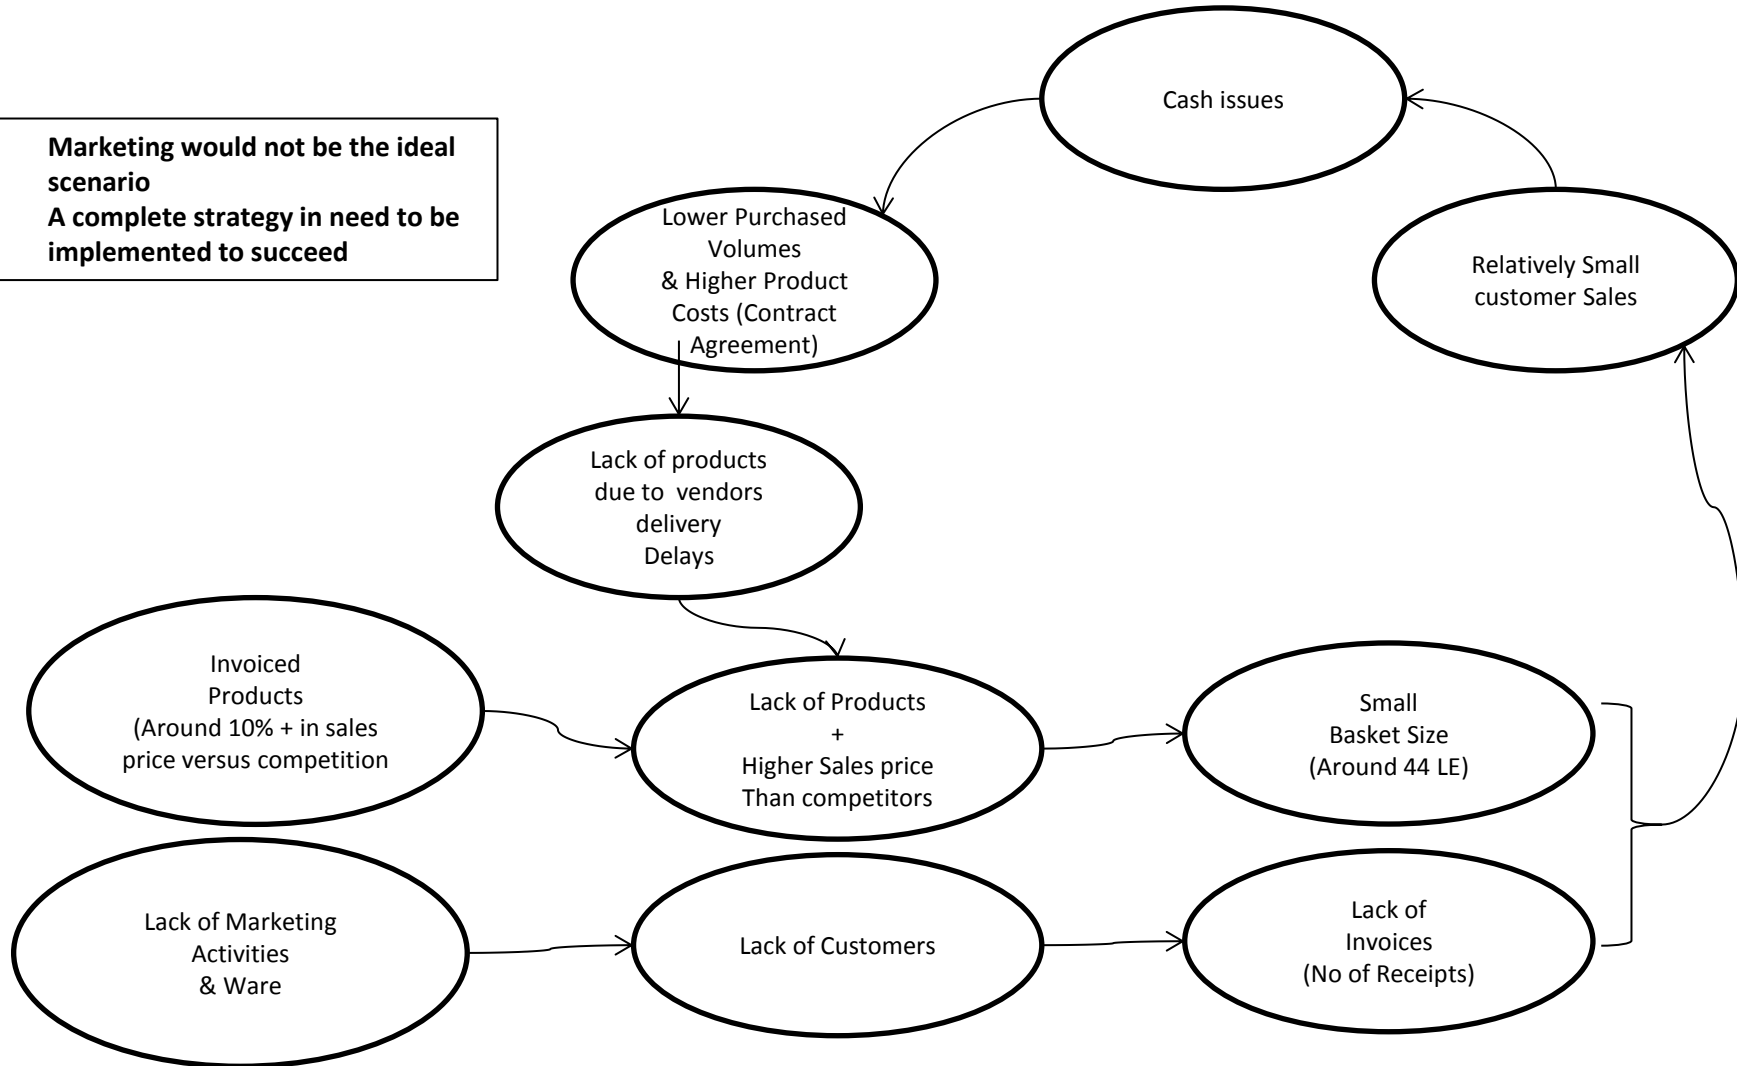 Cash issues
Marketing would not be the ideal
scenario
A complete strategy in need to be
implemented to succeed
Lower Purchased
Volumes
& Higher Product
Costs (Contract
Agreement)
Relatively Small
customer Sales
Lack of products
due to  vendors
delivery
Delays
Invoiced
Products
(Around 10% + in sales
price versus competition
Lack of Products
+
Higher Sales price
Than competitors
Small
Basket Size
(Around 44 LE)
Lack of Marketing
Activities
& Ware
Lack of Customers
Lack of
Invoices
(No of Receipts)